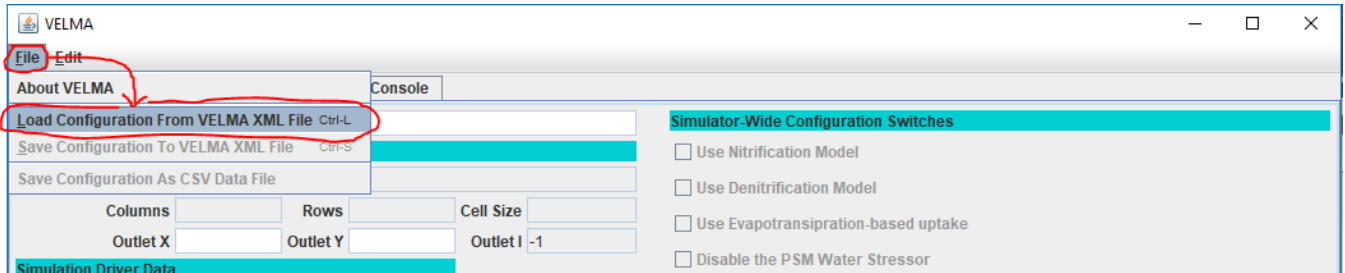 VELMA
File Edit
About VELMA
Console
Load Configuration From VELMA XML File Ctrl-L
Save Configuration To VELMA XML File Ctrl-S
Save Configuration As CSV Data File
Columns Rows Cell Size
Outlet X Outlet Y Outlet I -1
Simulation Driver Data
Simulator-Wide Configuration Switches
Use Nitrification Model
Use Denitrification Model
Use Evapotransipration-based uptake
Disable the PSM Water Stressor